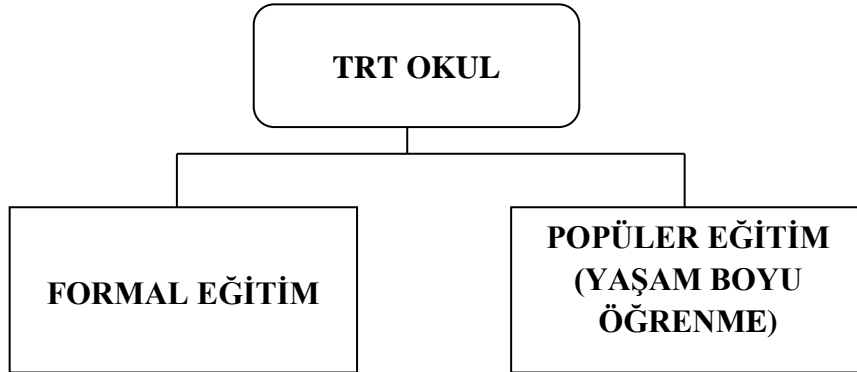 TRT OKUL
FORMAL EĞİTİM
POPÜLER EĞİTİM
(YAŞAM BOYU
ÖĞRENME)